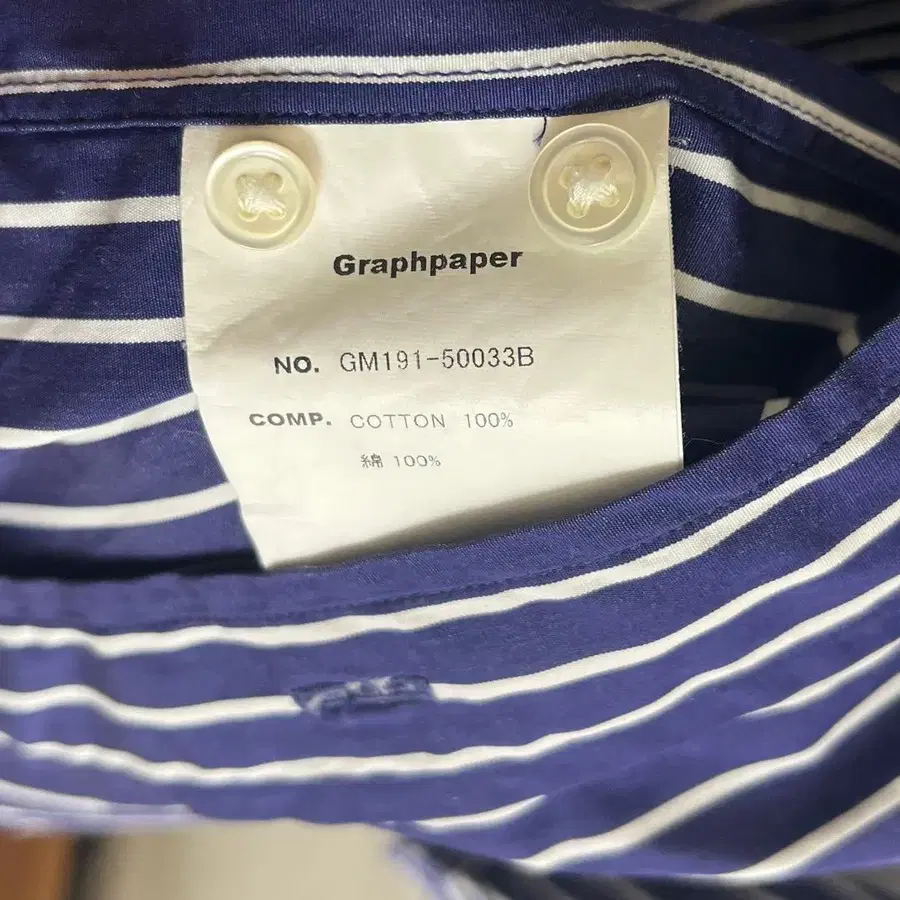 Graphpaper
NO. GM191-50033B
COMP. COTTON 100%
綿 100%